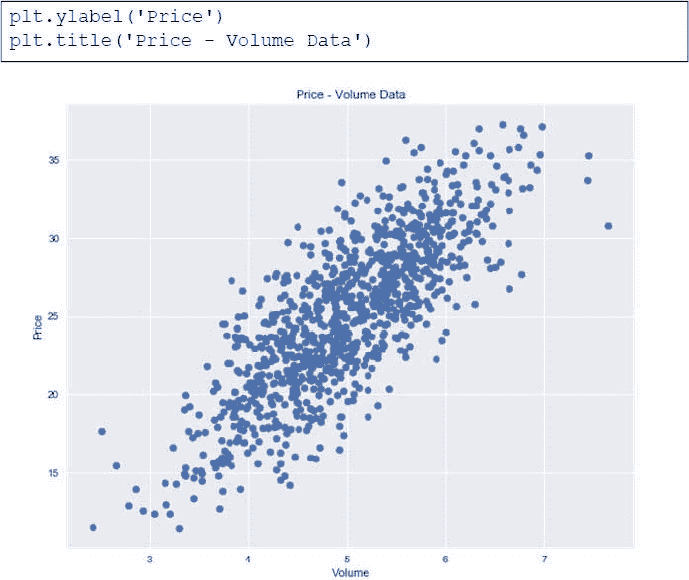 plt.ylabel('Price')
plt.title('Price - Volume Data')
Price - Volume Data
35
30
25
20
15
Price
3 4 5 6 7
Volume